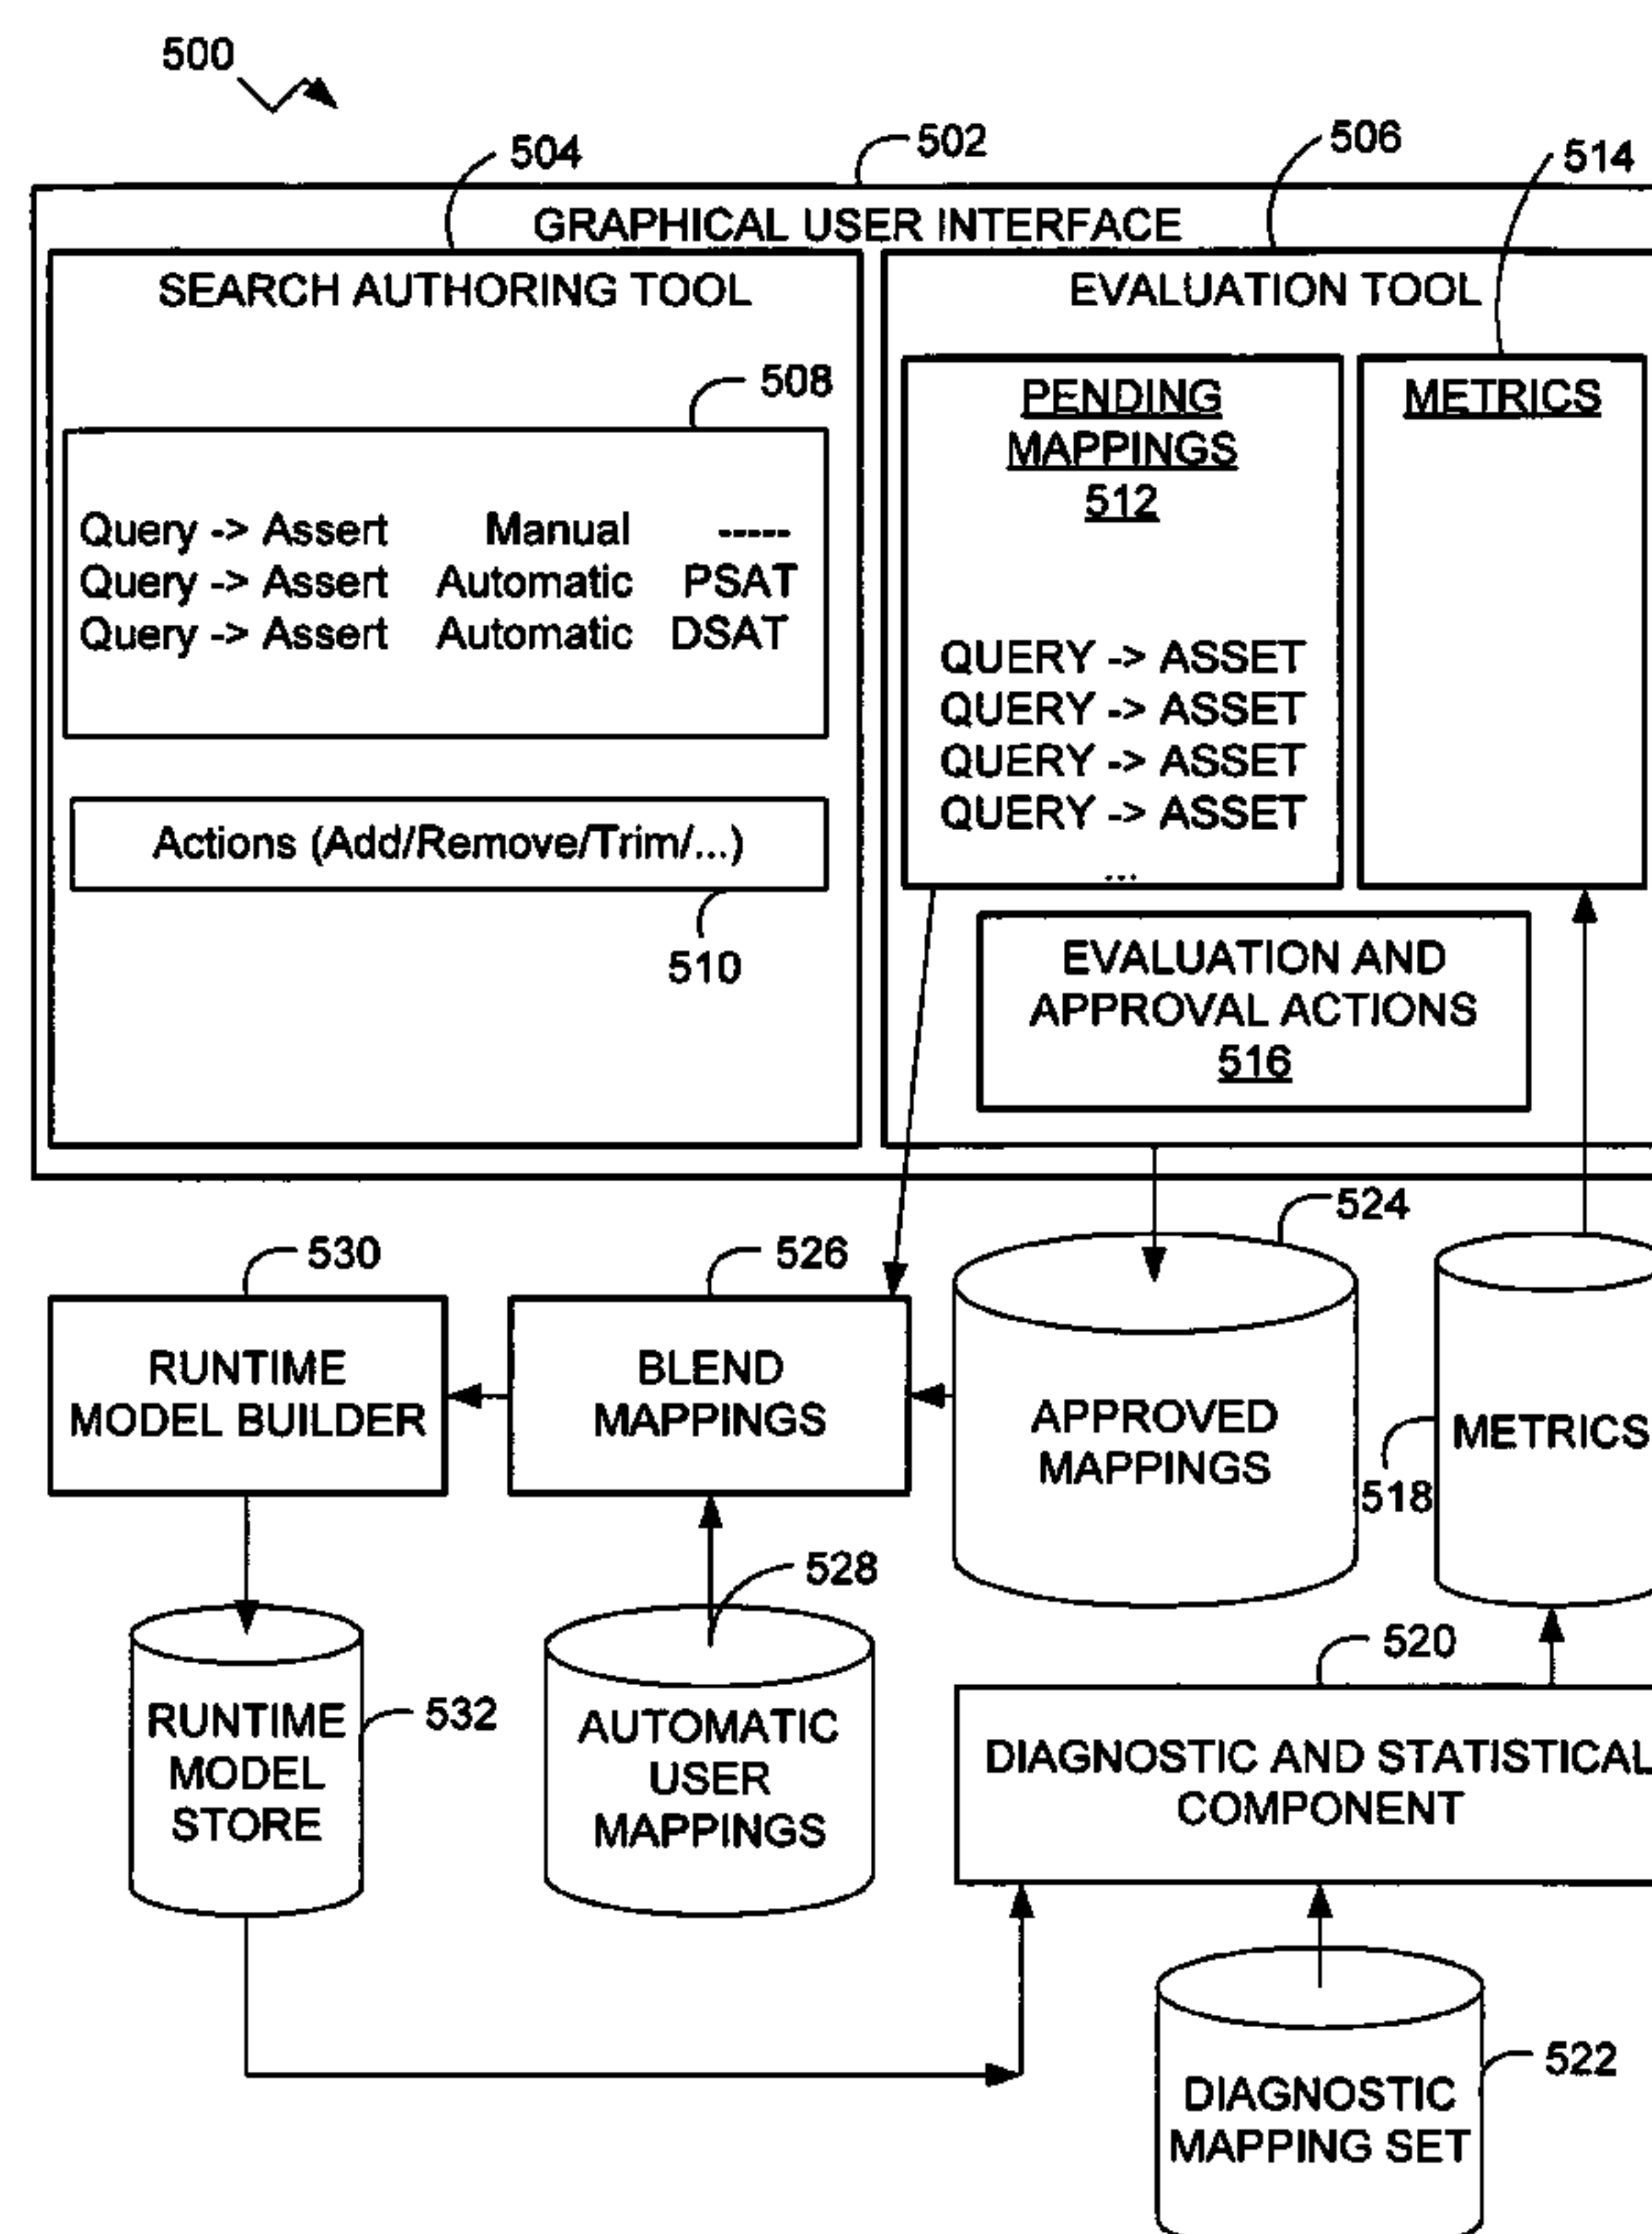 500
504
502
506
514
GRAPHICAL USER INTERFACE
SEARCH AUTHORING TOOL
508
Query -> Assert Manual -----
Query -> Assert Automatic PSAT
Query -> Assert Automatic DSAT
Actions (Add/Remove/Trim/...)
510
EVALUATION TOOL
PENDING
MAPPINGS
512
QUERY -> ASSET
QUERY -> ASSET
QUERY -> ASSET
QUERY -> ASSET
...
METRICS
EVALUATION AND
APPROVAL ACTIONS
516
530
RUNTIME
MODEL BUILDER
526
BLEND
MAPPINGS
524
APPROVED
MAPPINGS
518
METRICS
532
RUNTIME
MODEL
STORE
528
AUTOMATIC
USER
MAPPINGS
520
DIAGNOSTIC AND STATISTICAL
COMPONENT
522
DIAGNOSTIC
MAPPING SET